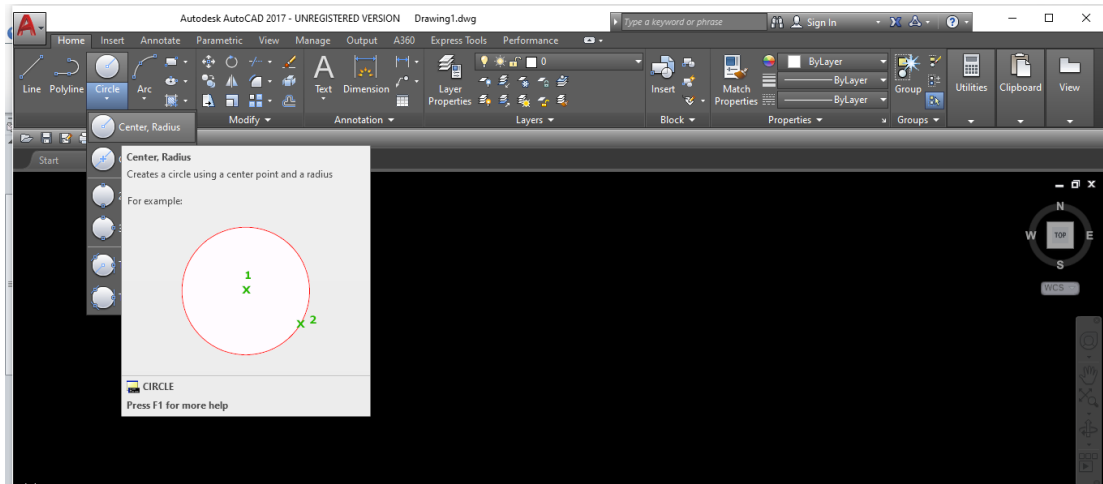 Autodesk AutoCAD 2017 - UNREGISTERED VERSION Drawing1.dwg
Type a keyword or phrase
Sign In
Home Insert Annotate Parametric View Manage Output A360 Express Tools Performance
0
ByLayer
Line Polyline Circle Arc
Text Dimension
Layer Properties
Insert
Match Properties
ByLayer
ByLayer
Group
Utilities Clipboard View
Modify
Annotation
Layers
Block
Properties
Groups
Center, Radius
Start
Center, Radius
Creates a circle using a center point and a radius
For example:
1
2
CIRCLE
Press F1 for more help
N
W TOP E
S
WCS